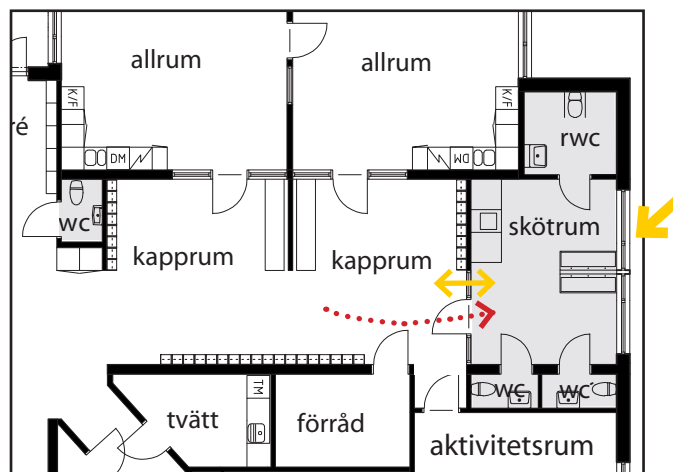 allrum
allrum
K/F
K/F
DM
DM
ré
rwc
wc
skötrum
kapprum
kapprum
wc
wc
TM
tvätt
förråd
aktivitetsrum